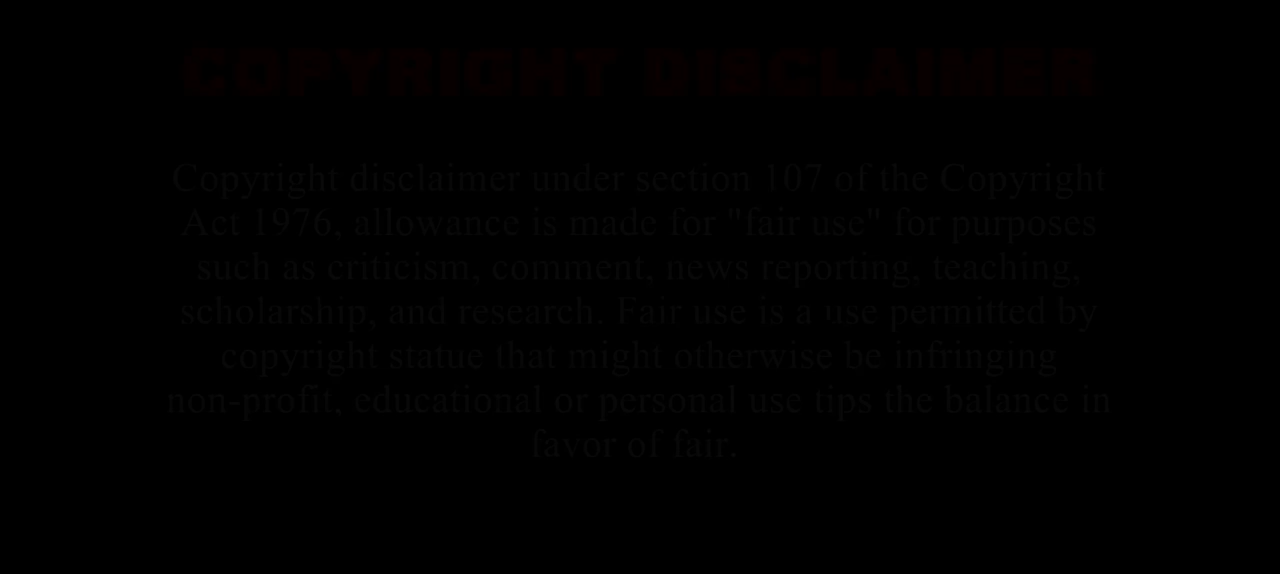 COPYRIGHT DISCLAIMER
Copyright disclaimer under section 107 of the Copyright
Act 1976, allowance is made for "fair use" for purposes
such as criticism, comment, news reporting, teaching,
scholarship, and research. Fair use is a use permitted by
copyright statue that might otherwise be infringing
non-profit, educational or personal use tips the balance in
favor of fair.